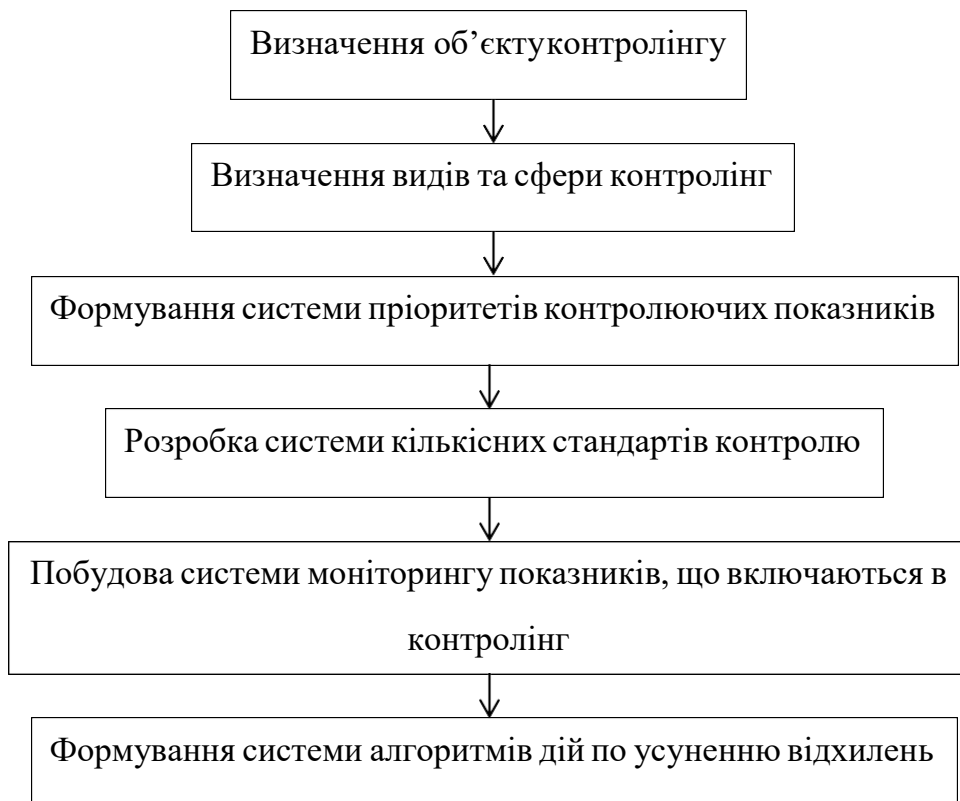 Визначення об’єктуконтролінгу
Визначення видів та сфери контролінг
Формування системи пріоритетів контролюючих показників
Розробка системи кількісних стандартів контролю
Побудова системи моніторингу показників, що включаються в
контролінг
Формування системи алгоритмів дій по усуненню відхилень